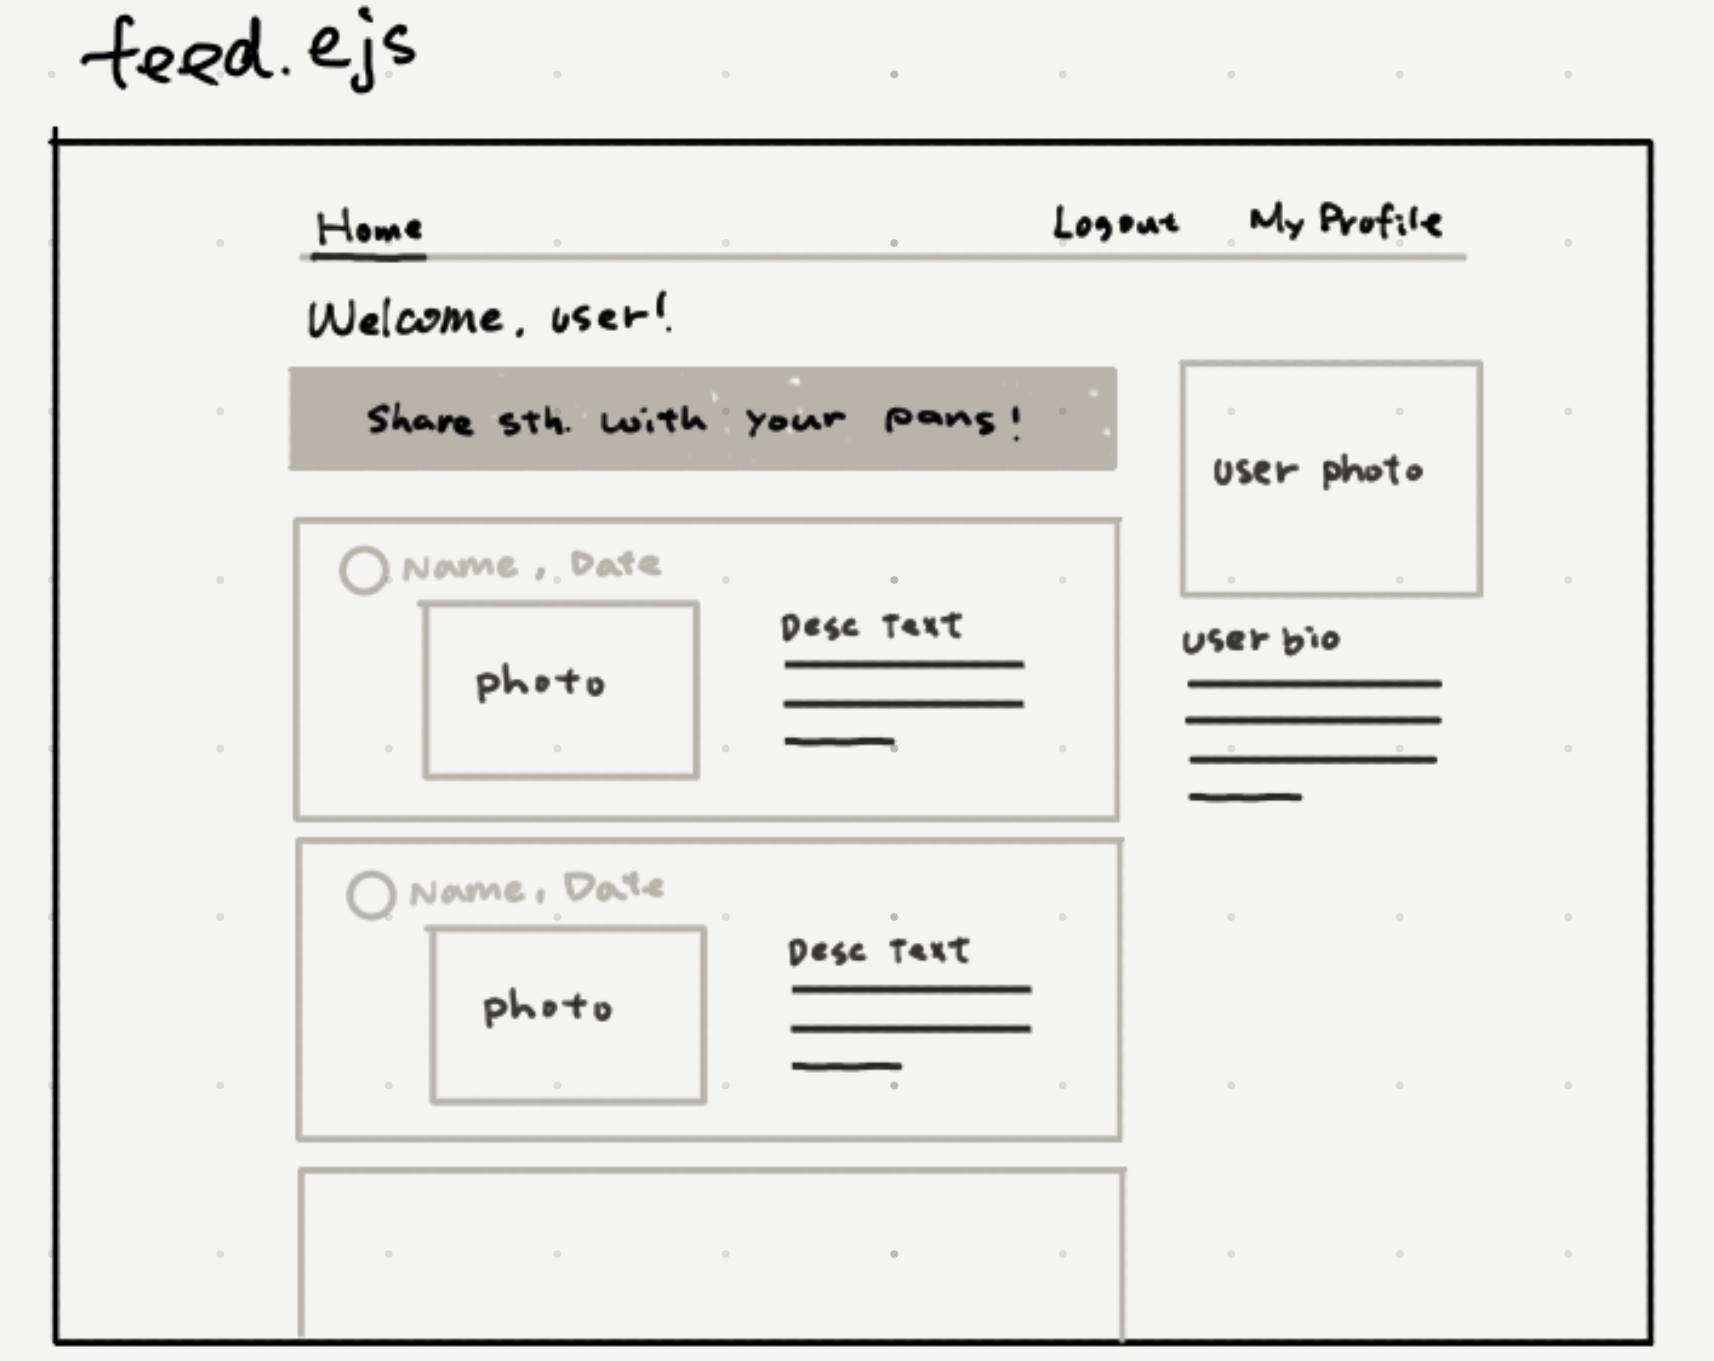 feed.ejs
Home Logout My Profile
Welcome, user!
Share sth. with your pans!
user photo
Name, Date
photo
Desc Text
user bio
Name, Date
photo
Desc Text